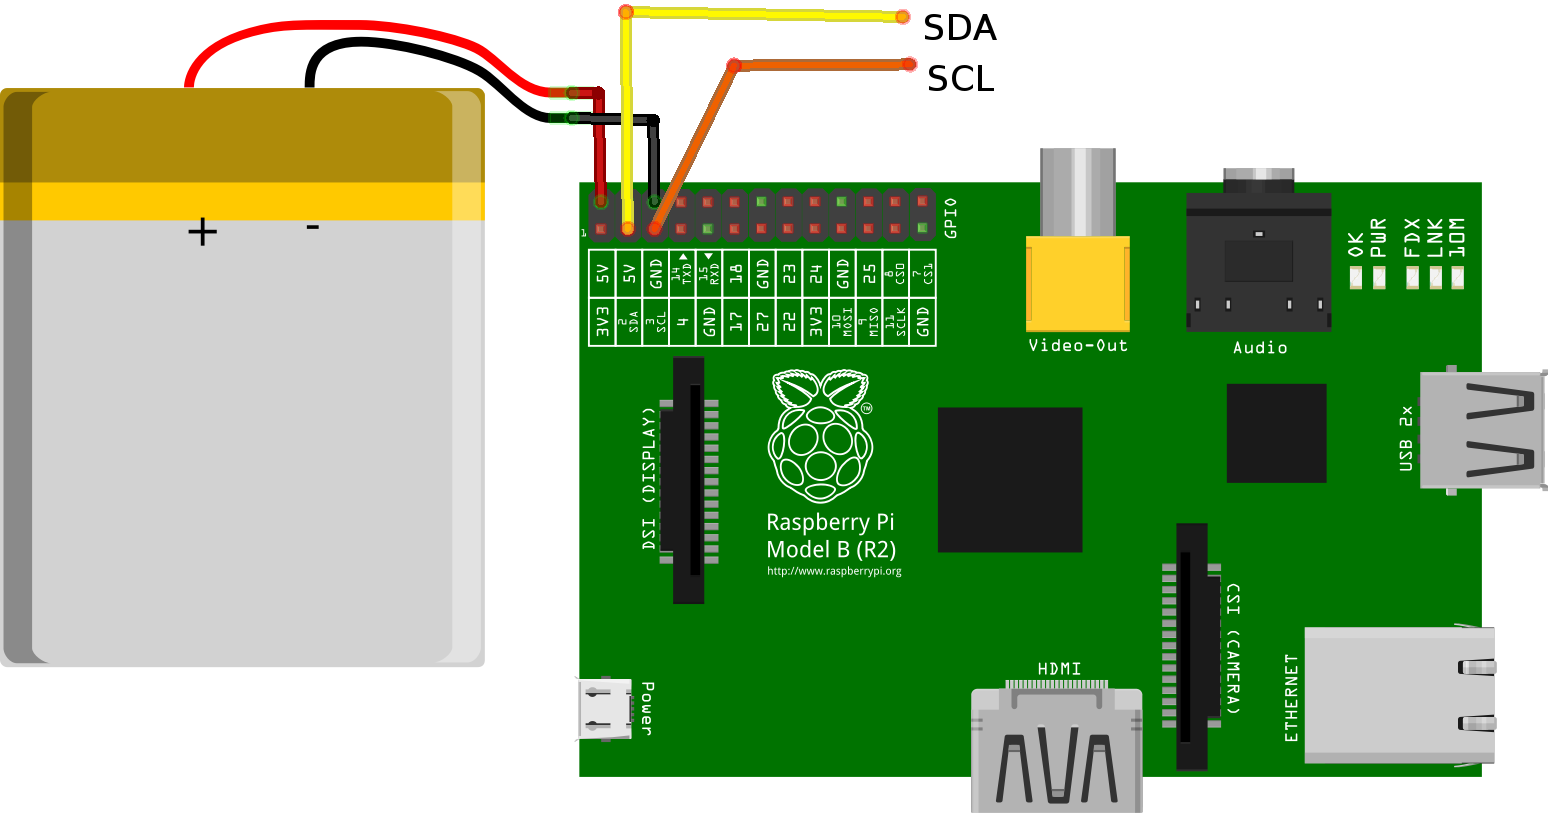 SDA
SCL
+ -
GPIO
1
5V 5V GND 14 TXD 15 RXD 18 GND 23 24 GND 25 8 CS0 7 CS1
3V3 2 SDA 3 SCL 4 GND 17 27 22 3V3 10 MOSI 9 MISO 11 SCLK GND
OK PWR FDX LNK 10M
Video-Out
Audio
DSI (DISPLAY)
TM
USB 2x
Raspberry Pi
Model B (R2)
http://www.raspberrypi.org
CSI (CAMERA)
Power
HDMI
ETHERNET